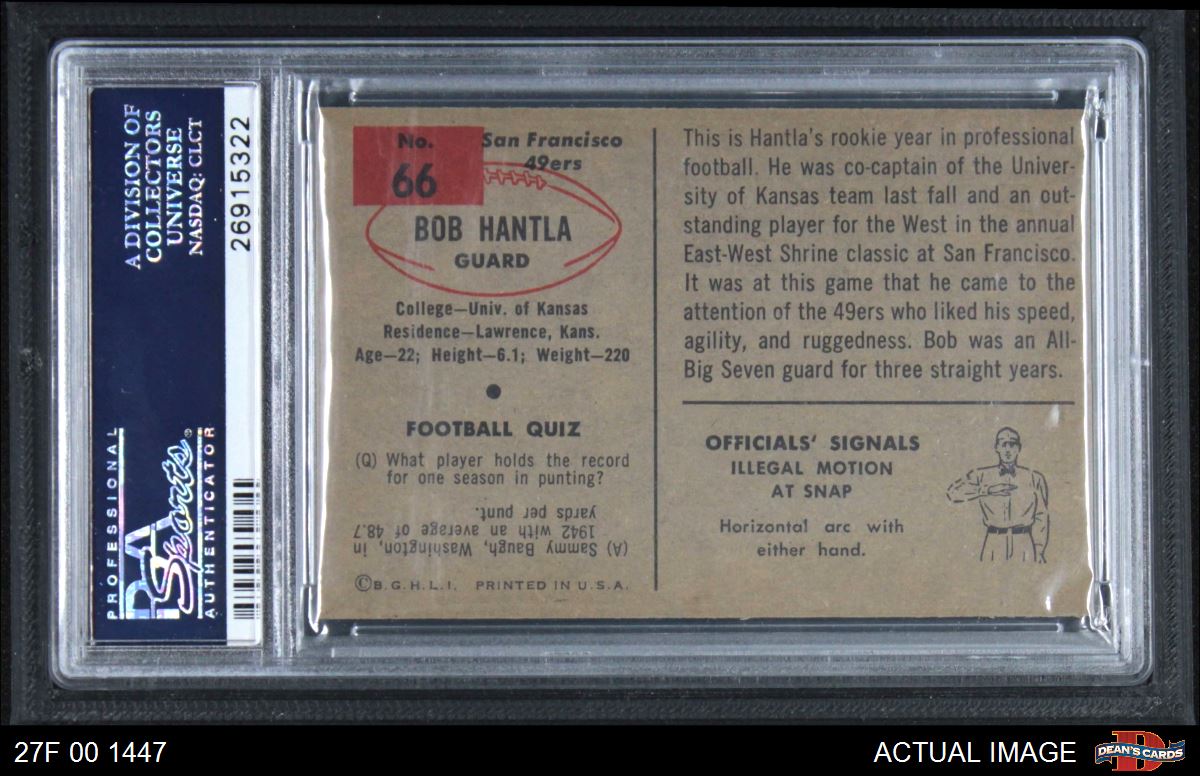 A DIVISION OF
COLLECTORS
UNIVERSE
NASDAQ: CLCT
26915322
PROFESSIONAL
PSA
Sports®
AUTHENTICATOR
No.
66
San Francisco
49ers
BOB HANTLA
GUARD
College—Univ. of Kansas
Residence—Lawrence, Kans.
Age—22; Height—6.1; Weight—220
FOOTBALL QUIZ
(Q) What player holds the record
for one season in punting?
(A) Sammy Baugh, Washington, in
1942 with an average of 48.7
yards per punt.
©B.G.H.L.I. PRINTED IN U.S.A.
This is Hantla's rookie year in professional
football. He was co-captain of the Univer-
sity of Kansas team last fall and an out-
standing player for the West in the annual
East-West Shrine classic at San Francisco.
It was at this game that he came to the
attention of the 49ers who liked his speed,
agility, and ruggedness. Bob was an All-
Big Seven guard for three straight years.
OFFICIALS' SIGNALS
ILLEGAL MOTION
AT SNAP
Horizontal arc with
either hand.
27F 00 1447
ACTUAL IMAGE
DEAN'S CARDS